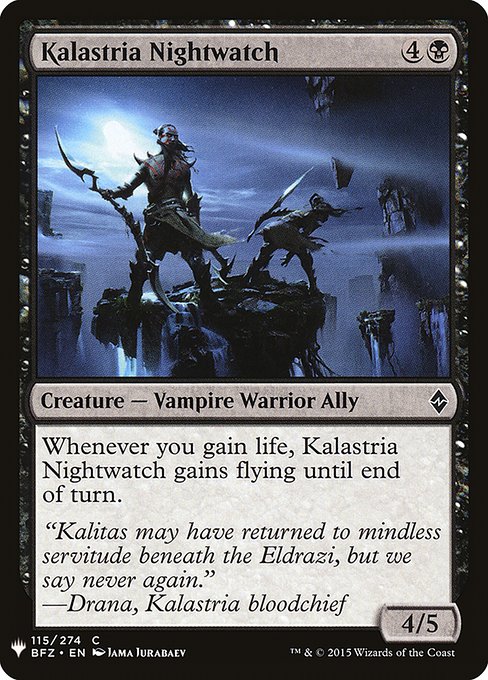 Kalastria Nightwatch 4
Creature — Vampire Warrior Ally
Whenever you gain life, Kalastria
Nightwatch gains flying until end
of turn.
“Kalitas may have returned to mindless
servitude beneath the Eldrazi, but we
say never again.”
—Drana, Kalastria bloodchief
4/5
115/274 C
BFZ • EN Jama Jurabaev
™ & © 2015 Wizards of the Coast